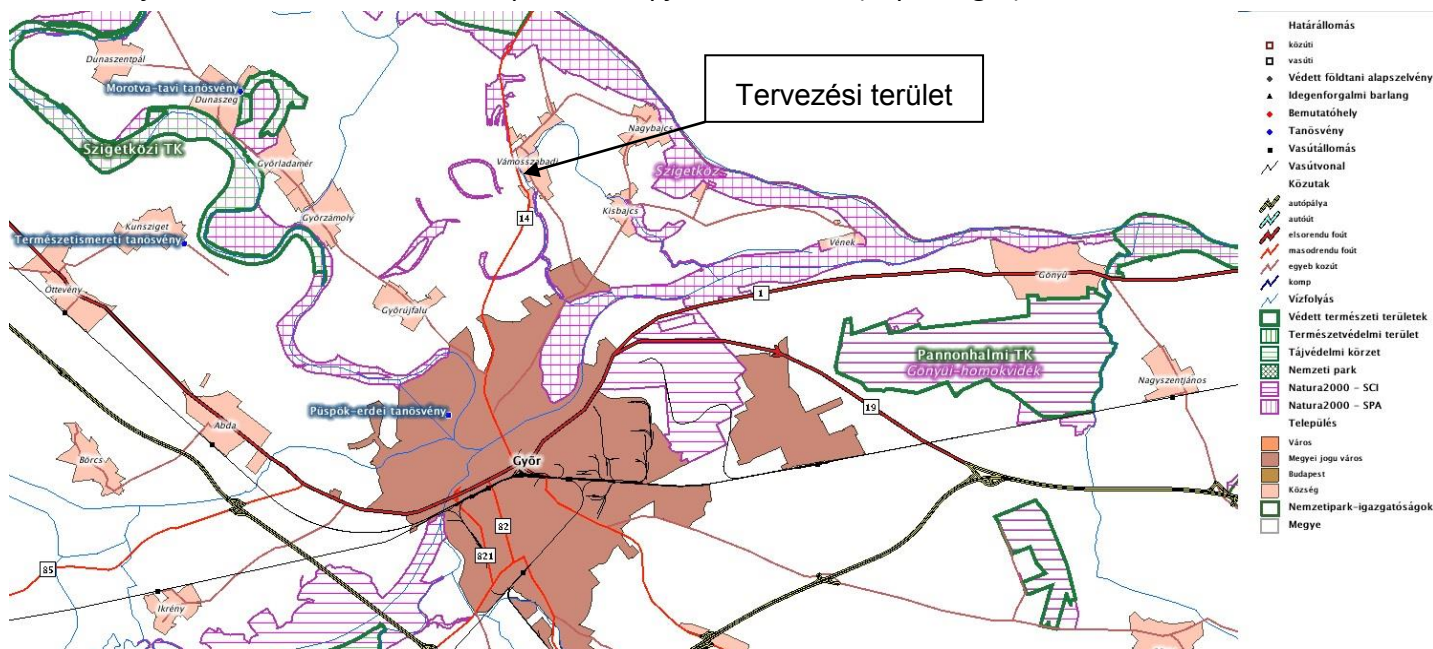 Dunaszentpál
Morotva-tavi tanösvény
Dunaszeg
Szigetközi TK
Győrladamér
Kunsziget
Győrzámoly
Természetismereti tanösvény
Öttevény
Győrújfalu
Tervezési terület
Nagybajcs
Vámosszabadi
Szigetköz
Kisbajcs
14
Vének
Gönyű
1
Pannonhalmi TK
Gönyüi-homokvidék
Nagyszentjános
19
Püspök-erdei tanösvény
Abda
Börcs
Győr
82
821
85
Ikrény
Határállomás
közúti
vasúti
Védett földtani alapszelvény
Idegenforgalmi barlang
Bemutatóhely
Tanösvény
Vasútállomás
Vasútvonal
Közutak
autópálya
autóút
elsorendu foút
masodrendu foút
egyeb kozút
komp
Vízfolyás
Védett természeti területek
Természetvédelmi terület
Tájvédelmi körzet
Nemzeti park
Natura2000 - SCI
Natura2000 - SPA
Település
Város
Megyei jogu város
Budapest
Község
Nemzetipark-igazgatóságok
Megye